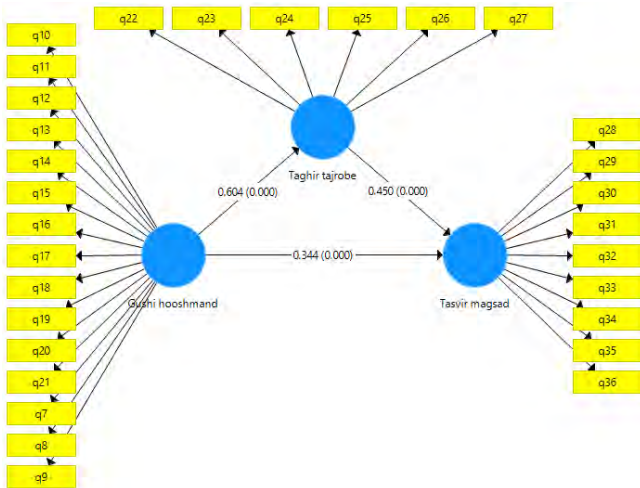 q22
q23
q24
q25
q26
q27
q10
q11
q12
q13
q14
q15
q16
q17
q18
q19
q20
q21
q7
q8
q9
Taghir tajrobe
0.604 (0.000)
0.450 (0.000)
0.344 (0.000)
Gushi hooshmand
Tasvir magsad
q28
q29
q30
q31
q32
q33
q34
q35
q36